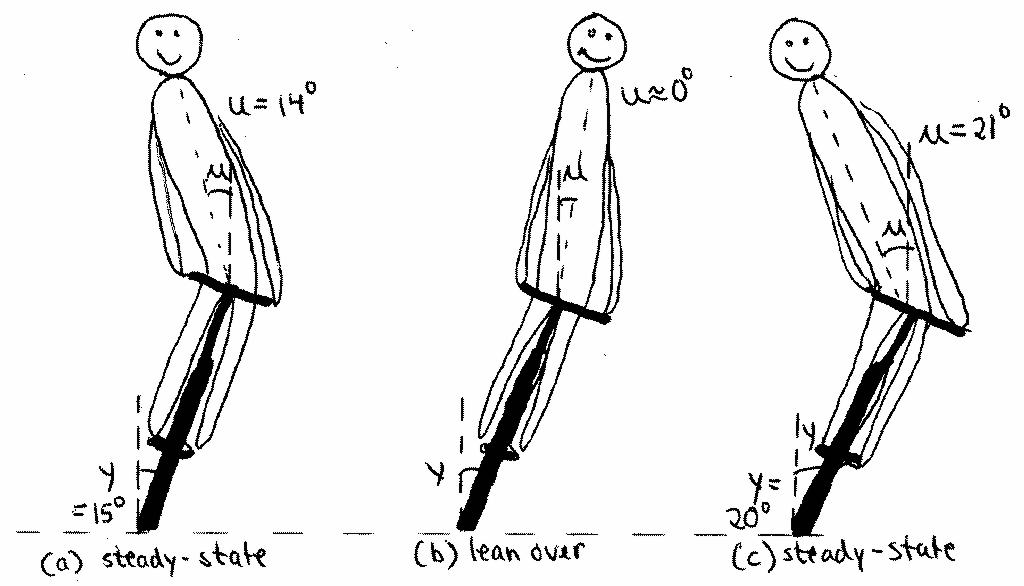 u=14° u≈0° u=21°
u u u
y y y
=15° y=
20°
(a) steady-state (b) lean over (c) steady-state